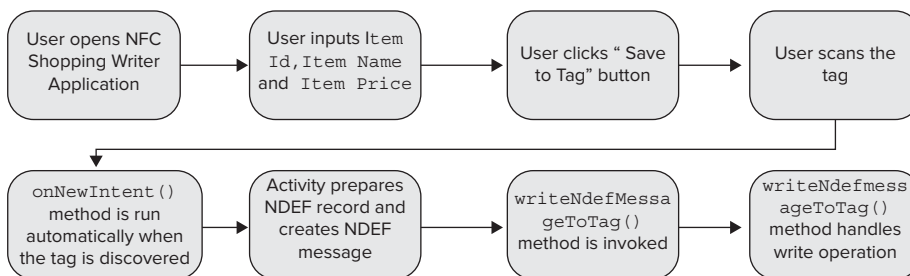 User opens NFC
Shopping Writer
Application
User inputs Item
Id,Item Name
and Item Price
User clicks “ Save
to Tag” button
User scans the
tag
onNewIntent()
method is run
automatically when
the tag is discovered
Activity prepares
NDEF record and
creates NDEF
message
writeNdefMessa
geToTag()
method is invoked
writeNdefmess
ageToTag()
method handles
write operation